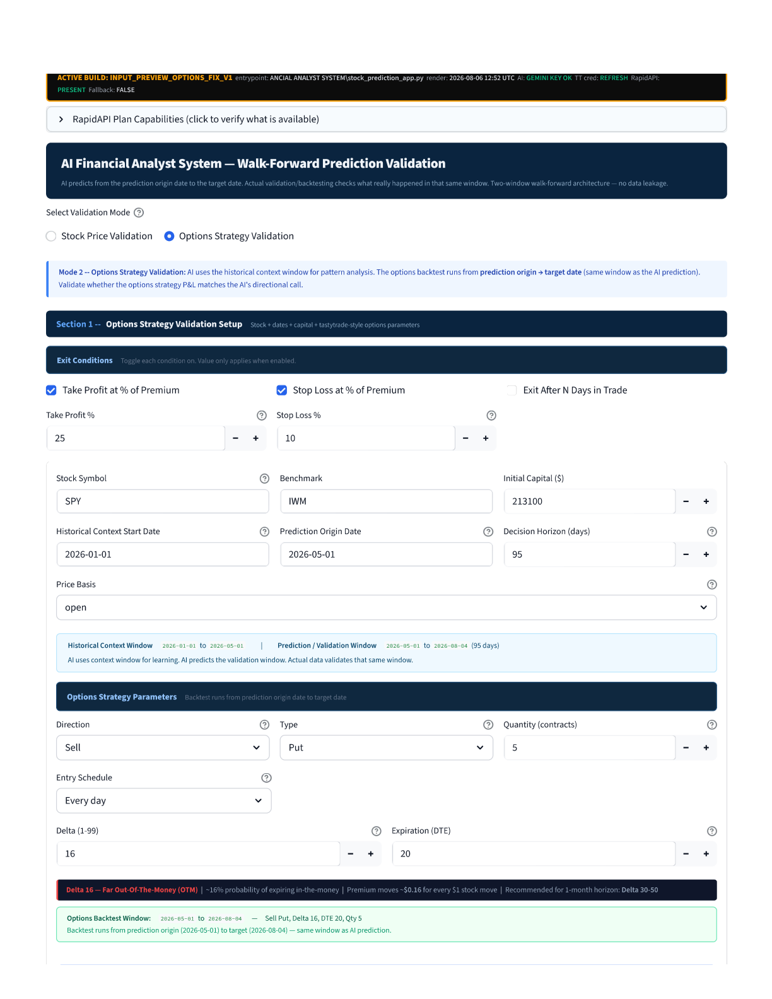 ACTIVE BUILD: INPUT_PREVIEW_OPTIONS_FIX_V1 entrypoint: ANCIAL ANALYST SYSTEM\stock_prediction_app.py render: 2026-08-06 12:52 UTC AI: GEMINI KEY OK TT cred: REFRESH RapidAPI:
PRESENT Fallback: FALSE
RapidAPI Plan Capabilities (click to verify what is available)
AI Financial Analyst System — Walk-Forward Prediction Validation
AI predicts from the prediction origin date to the target date. Actual validation/backtesting checks what really happened in that same window. Two-window walk-forward architecture — no data leakage.
Select Validation Mode
Stock Price Validation Options Strategy Validation
Mode 2 -- Options Strategy Validation: AI uses the historical context window for pattern analysis. The options backtest runs from prediction origin → target date (same window as the AI prediction).
Validate whether the options strategy P&L matches the AI's directional call.
Section 1 -- Options Strategy Validation Setup Stock + dates + capital + tastytrade-style options parameters
Exit Conditions Toggle each condition on. Value only applies when enabled.
Take Profit at % of Premium Stop Loss at % of Premium Exit After N Days in Trade
Take Profit % Stop Loss %
25 − + 10 − +
Stock Symbol Benchmark Initial Capital ($)
SPY IWM 213100 − +
Historical Context Start Date Prediction Origin Date Decision Horizon (days)
2026-01-01 2026-05-01 95 − +
Price Basis
open
Historical Context Window 2026-01-01 to 2026-05-01 | Prediction / Validation Window 2026-05-01 to 2026-08-04 (95 days)
AI uses context window for learning. AI predicts the validation window. Actual data validates that same window.
Options Strategy Parameters Backtest runs from prediction origin date to target date
Direction Type Quantity (contracts)
Sell Put 5 − +
Entry Schedule
Every day
Delta (1-99) Expiration (DTE)
16 − + 20 − +
Delta 16 — Far Out-Of-The-Money (OTM) | ~16% probability of expiring in-the-money | Premium moves ~$0.16 for every $1 stock move | Recommended for 1-month horizon: Delta 30-50
Options Backtest Window: 2026-05-01 to 2026-08-04 — Sell Put, Delta 16, DTE 20, Qty 5
Backtest runs from prediction origin (2026-05-01) to target (2026-08-04) — same window as AI prediction.